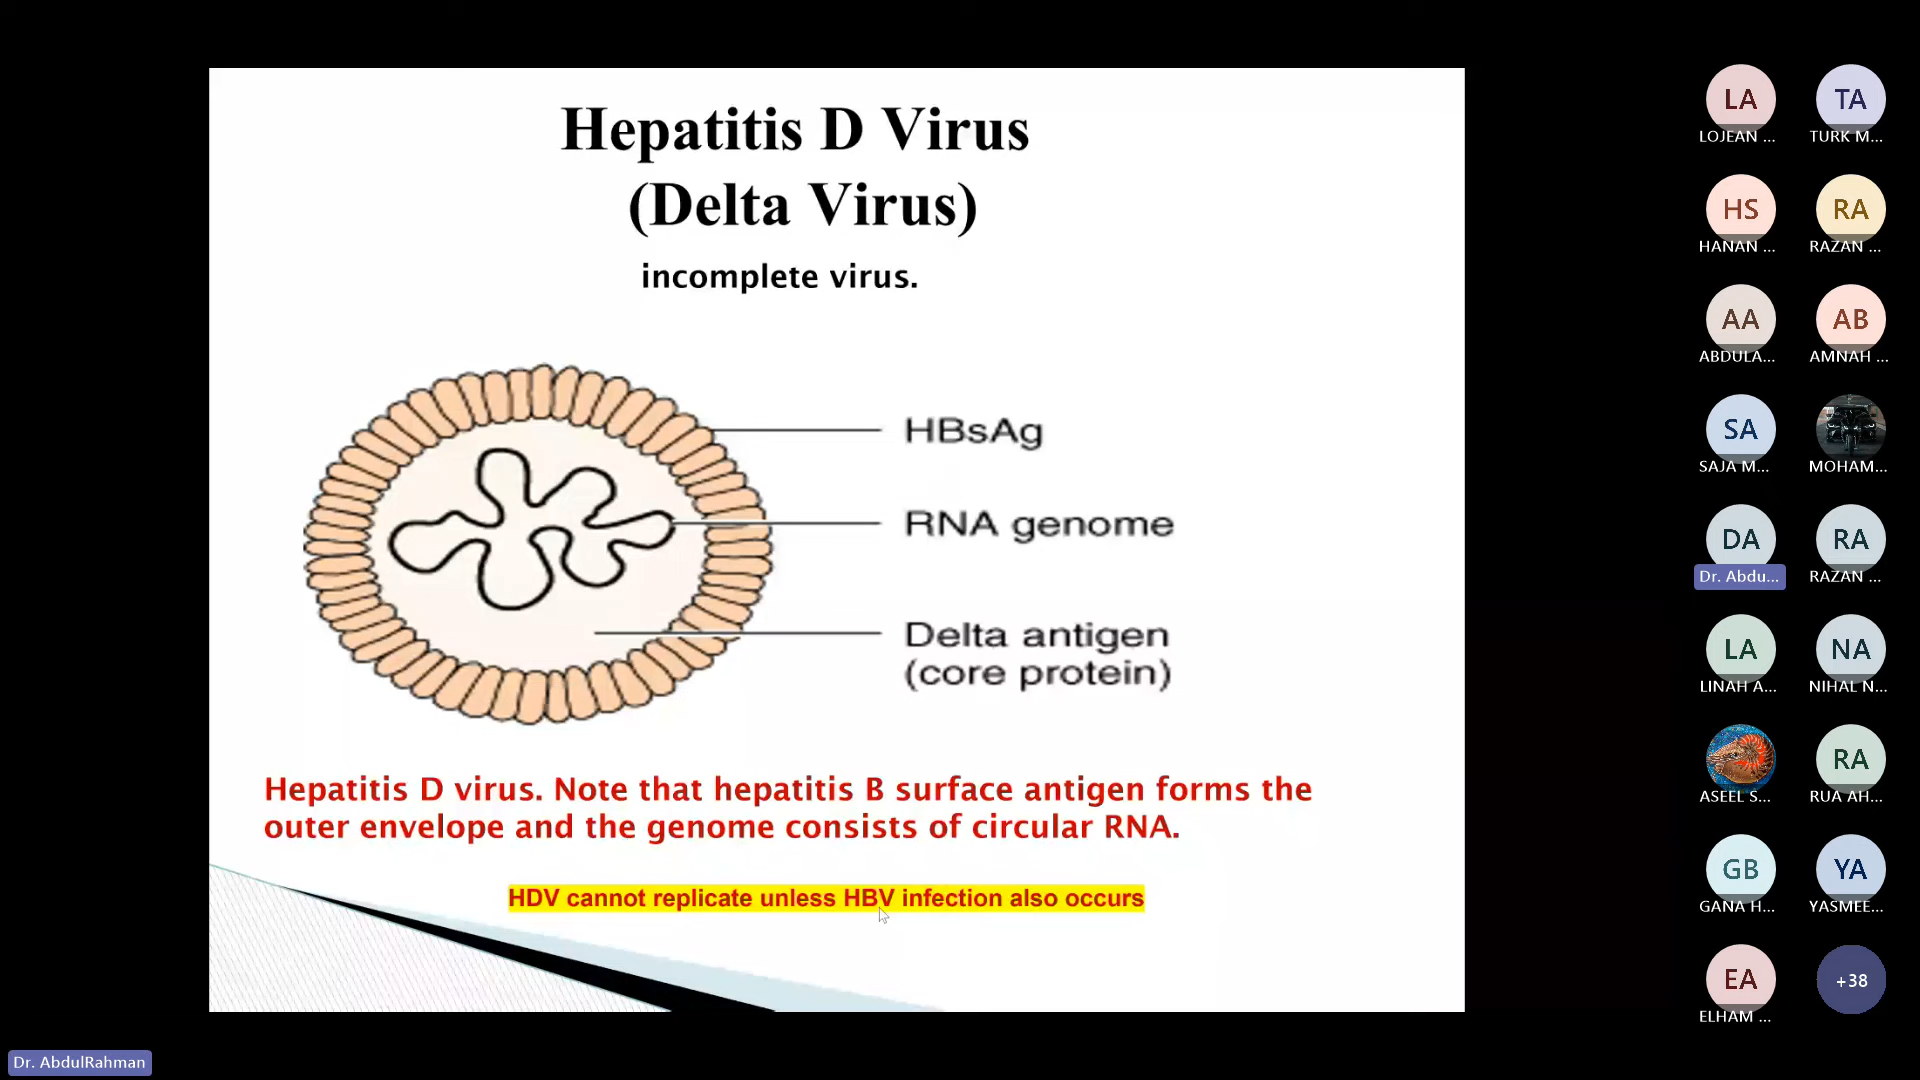 Hepatitis D Virus
(Delta Virus)
incomplete virus.
HBsAg
RNA genome
Delta antigen
(core protein)
Hepatitis D virus. Note that hepatitis B surface antigen forms the
outer envelope and the genome consists of circular RNA.
HDV cannot replicate unless HBV infection also occurs
LA
LOJEAN ...
TA
TURK M...
HS
HANAN ...
RA
RAZAN ...
AA
ABDULA...
AB
AMNAH ...
SA
SAJA M...
MOHAM...
DA
Dr. Abdu...
RA
RAZAN ...
LA
LINAH A...
NA
NIHAL N...
ASEEL S...
RA
RUA AH...
GB
GANA H...
YA
YASMEE...
EA
ELHAM ...
+38
Dr. AbdulRahman